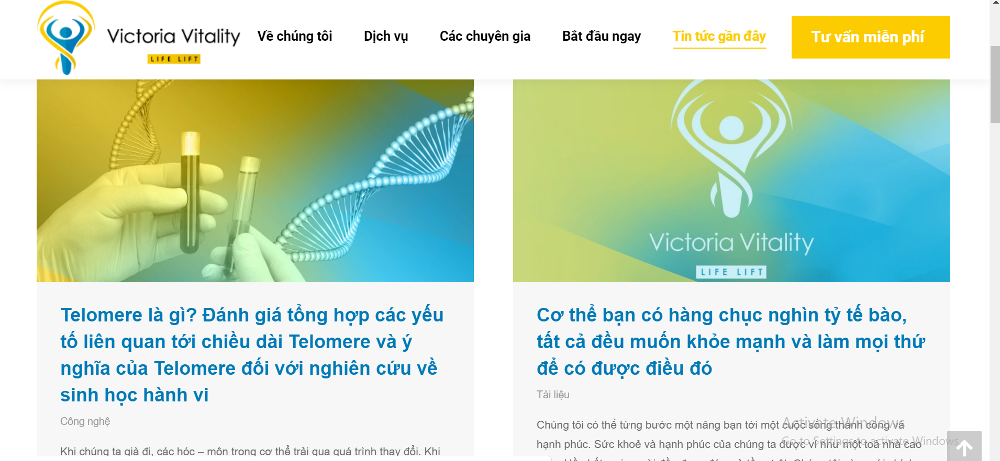 Victoria Vitality
LIFE LIFT
Về chúng tôi
Dịch vụ
Các chuyên gia
Bắt đầu ngay
Tin tức gần đây
Tư vấn miễn phí
Victoria Vitality
LIFE LIFT
Telomere là gì? Đánh giá tổng hợp các yếu
tố liên quan tới chiều dài Telomere và ý
nghĩa của Telomere đối với nghiên cứu về
sinh học hành vi
Công nghệ
Khi chúng ta già đi, các hóc – môn trong cơ thể trải qua quá trình thay đổi. Khi
Cơ thể bạn có hàng chục nghìn tỷ tế bào,
tất cả đều muốn khỏe mạnh và làm mọi thứ
để có được điều đó
Tài liệu
Chúng tôi có thể từng bước một nâng bạn tới một cuộc sống thành công và
hạnh phúc. Sức khoẻ và hạnh phúc của chúng ta được ví như một toà nhà cao
Activate Windows
Go to Settings to activate Windows.